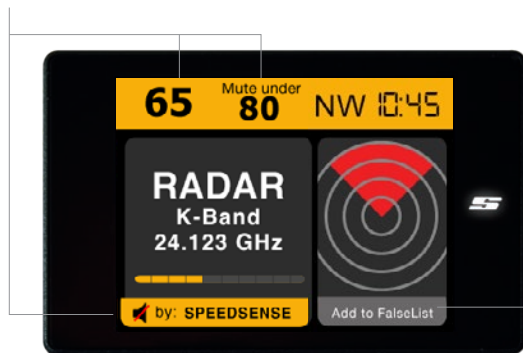 65 Mute under 80 NW 10:45
RADAR
K-Band
24.123 GHz
by: SPEEDSENSE
Add to FalseList